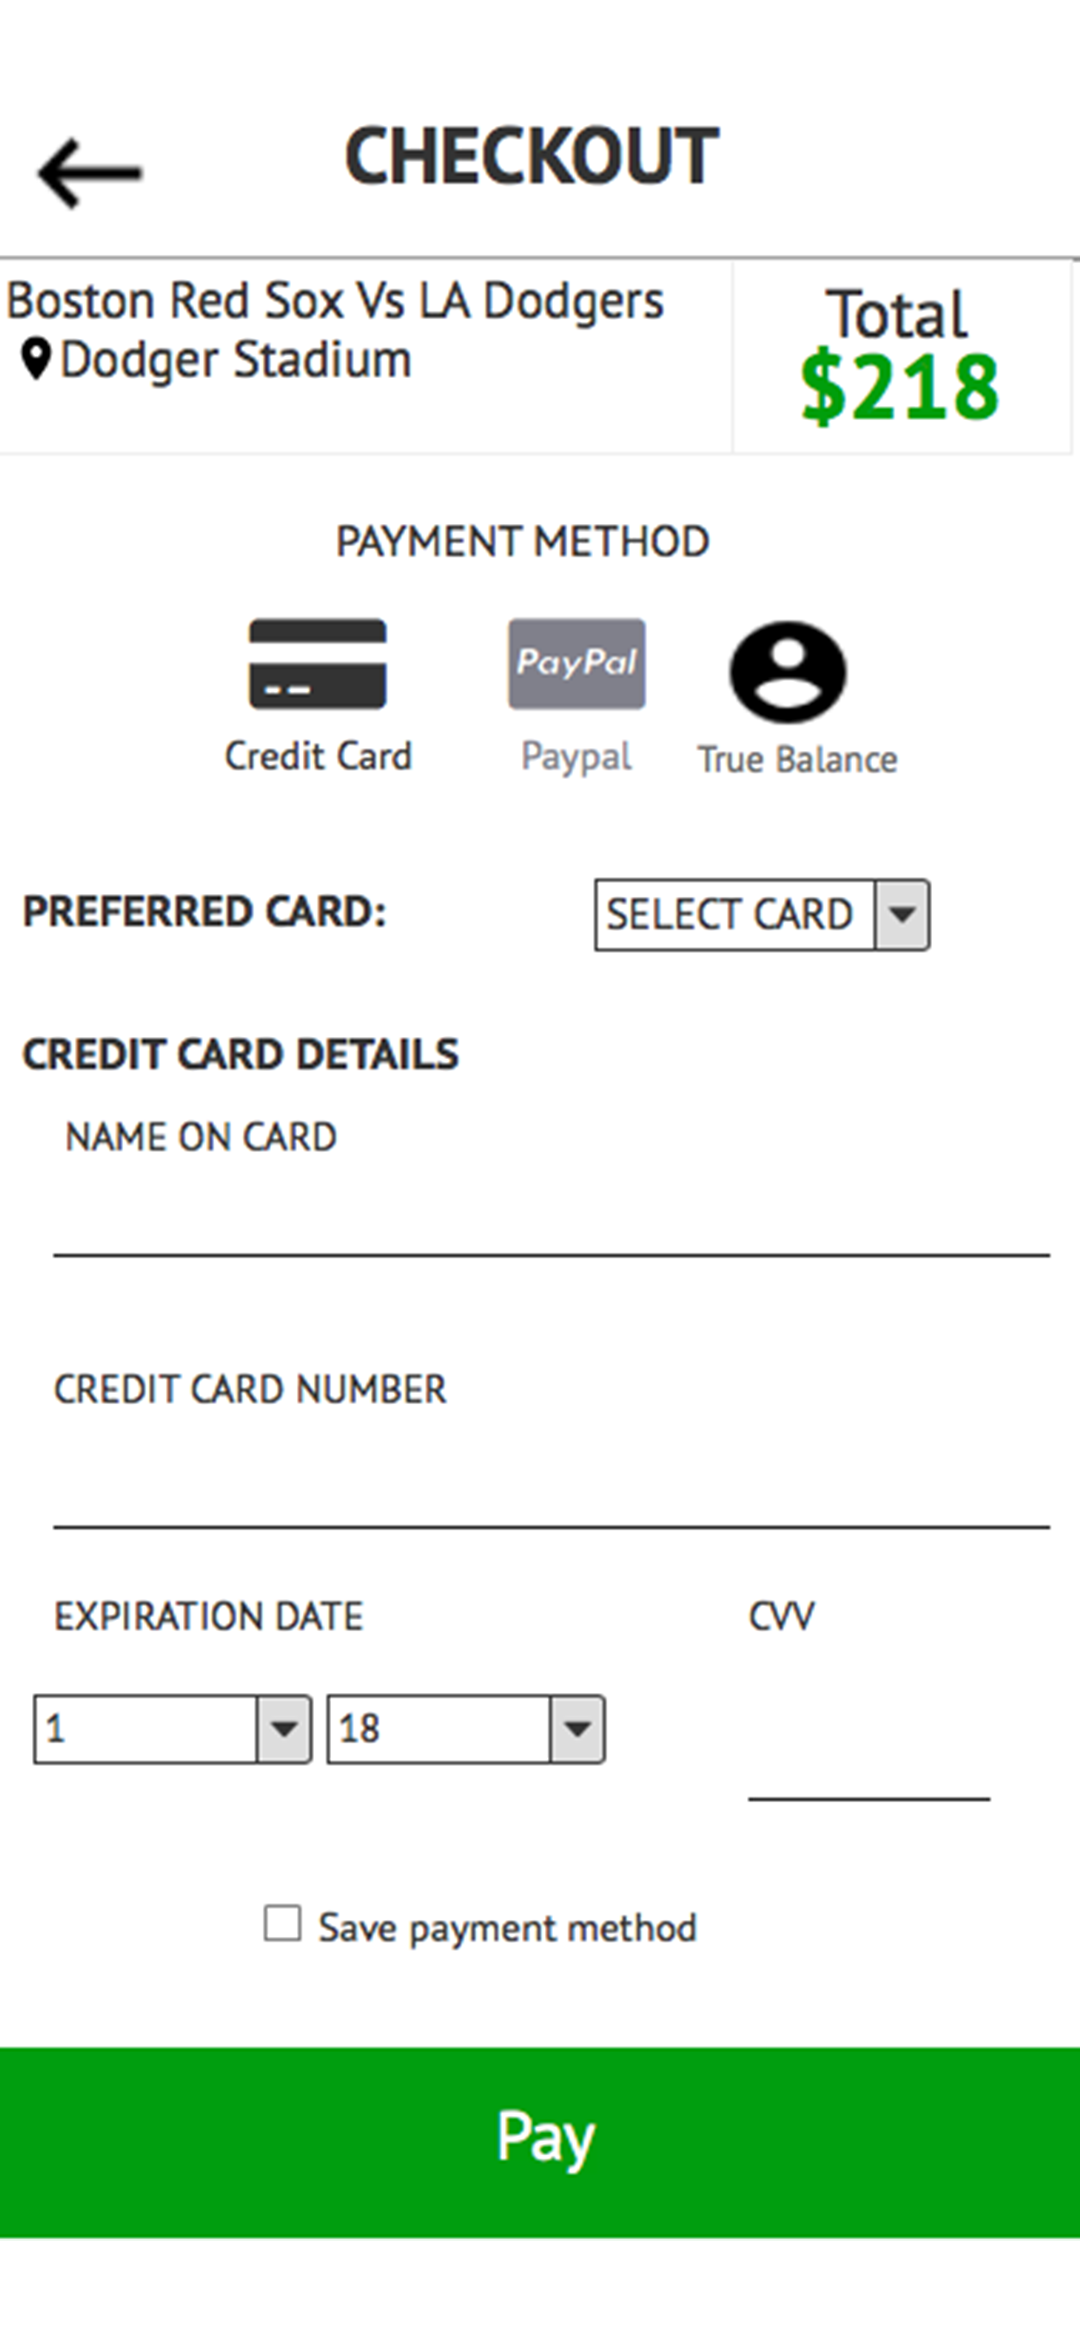 CHECKOUT
Boston Red Sox Vs LA Dodgers
Dodger Stadium
Total
$218
PAYMENT METHOD
PayPal
Credit Card
Paypal
True Balance
PREFERRED CARD:
SELECT CARD
CREDIT CARD DETAILS
NAME ON CARD
CREDIT CARD NUMBER
EXPIRATION DATE
CVV
1
18
Save payment method
Pay